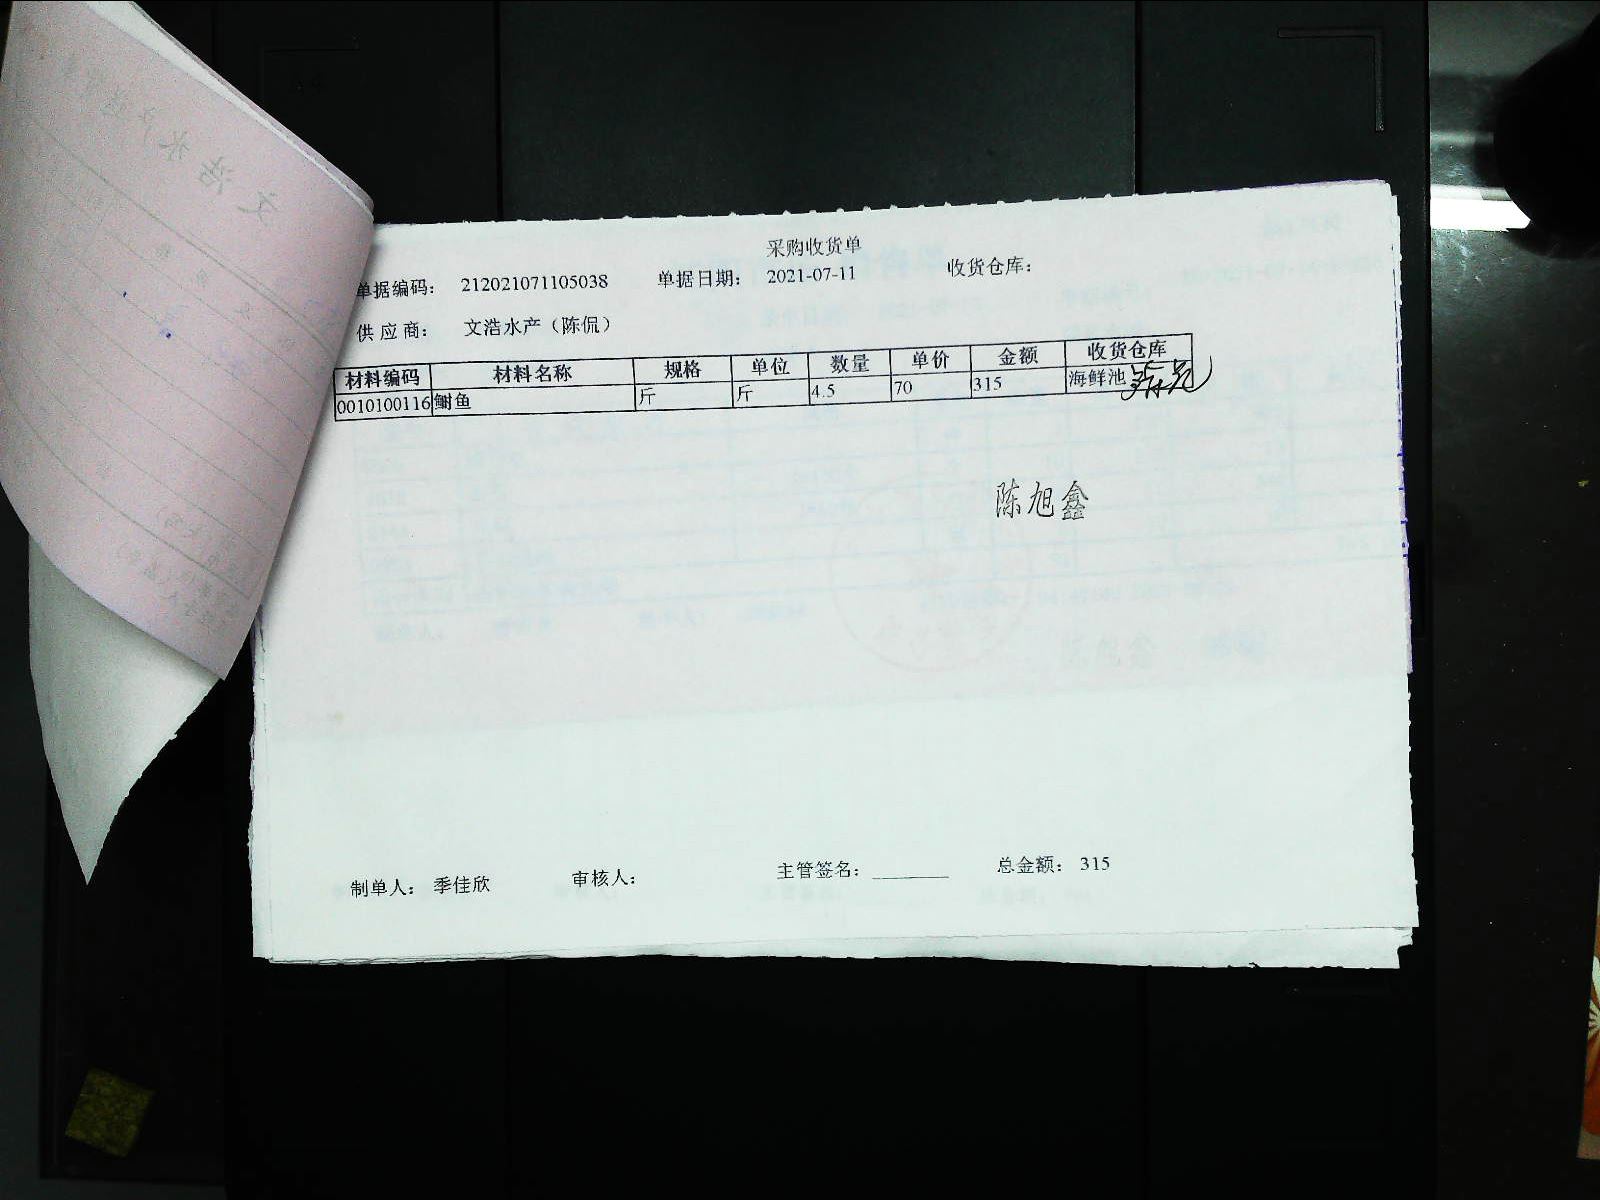 采购收货单
单据编码： 212021071105038 单据日期： 2021-07-11 收货仓库：
供 应 商： 文浩水产（陈侃）
材料编码 材料名称 规格 单位 数量 单价 金额 收货仓库
0010100116 鲥鱼 斤 斤 4.5 70 315 海鲜池
陈旭鑫
制单人： 季佳欣 审核人： 主管签名： 总金额： 315